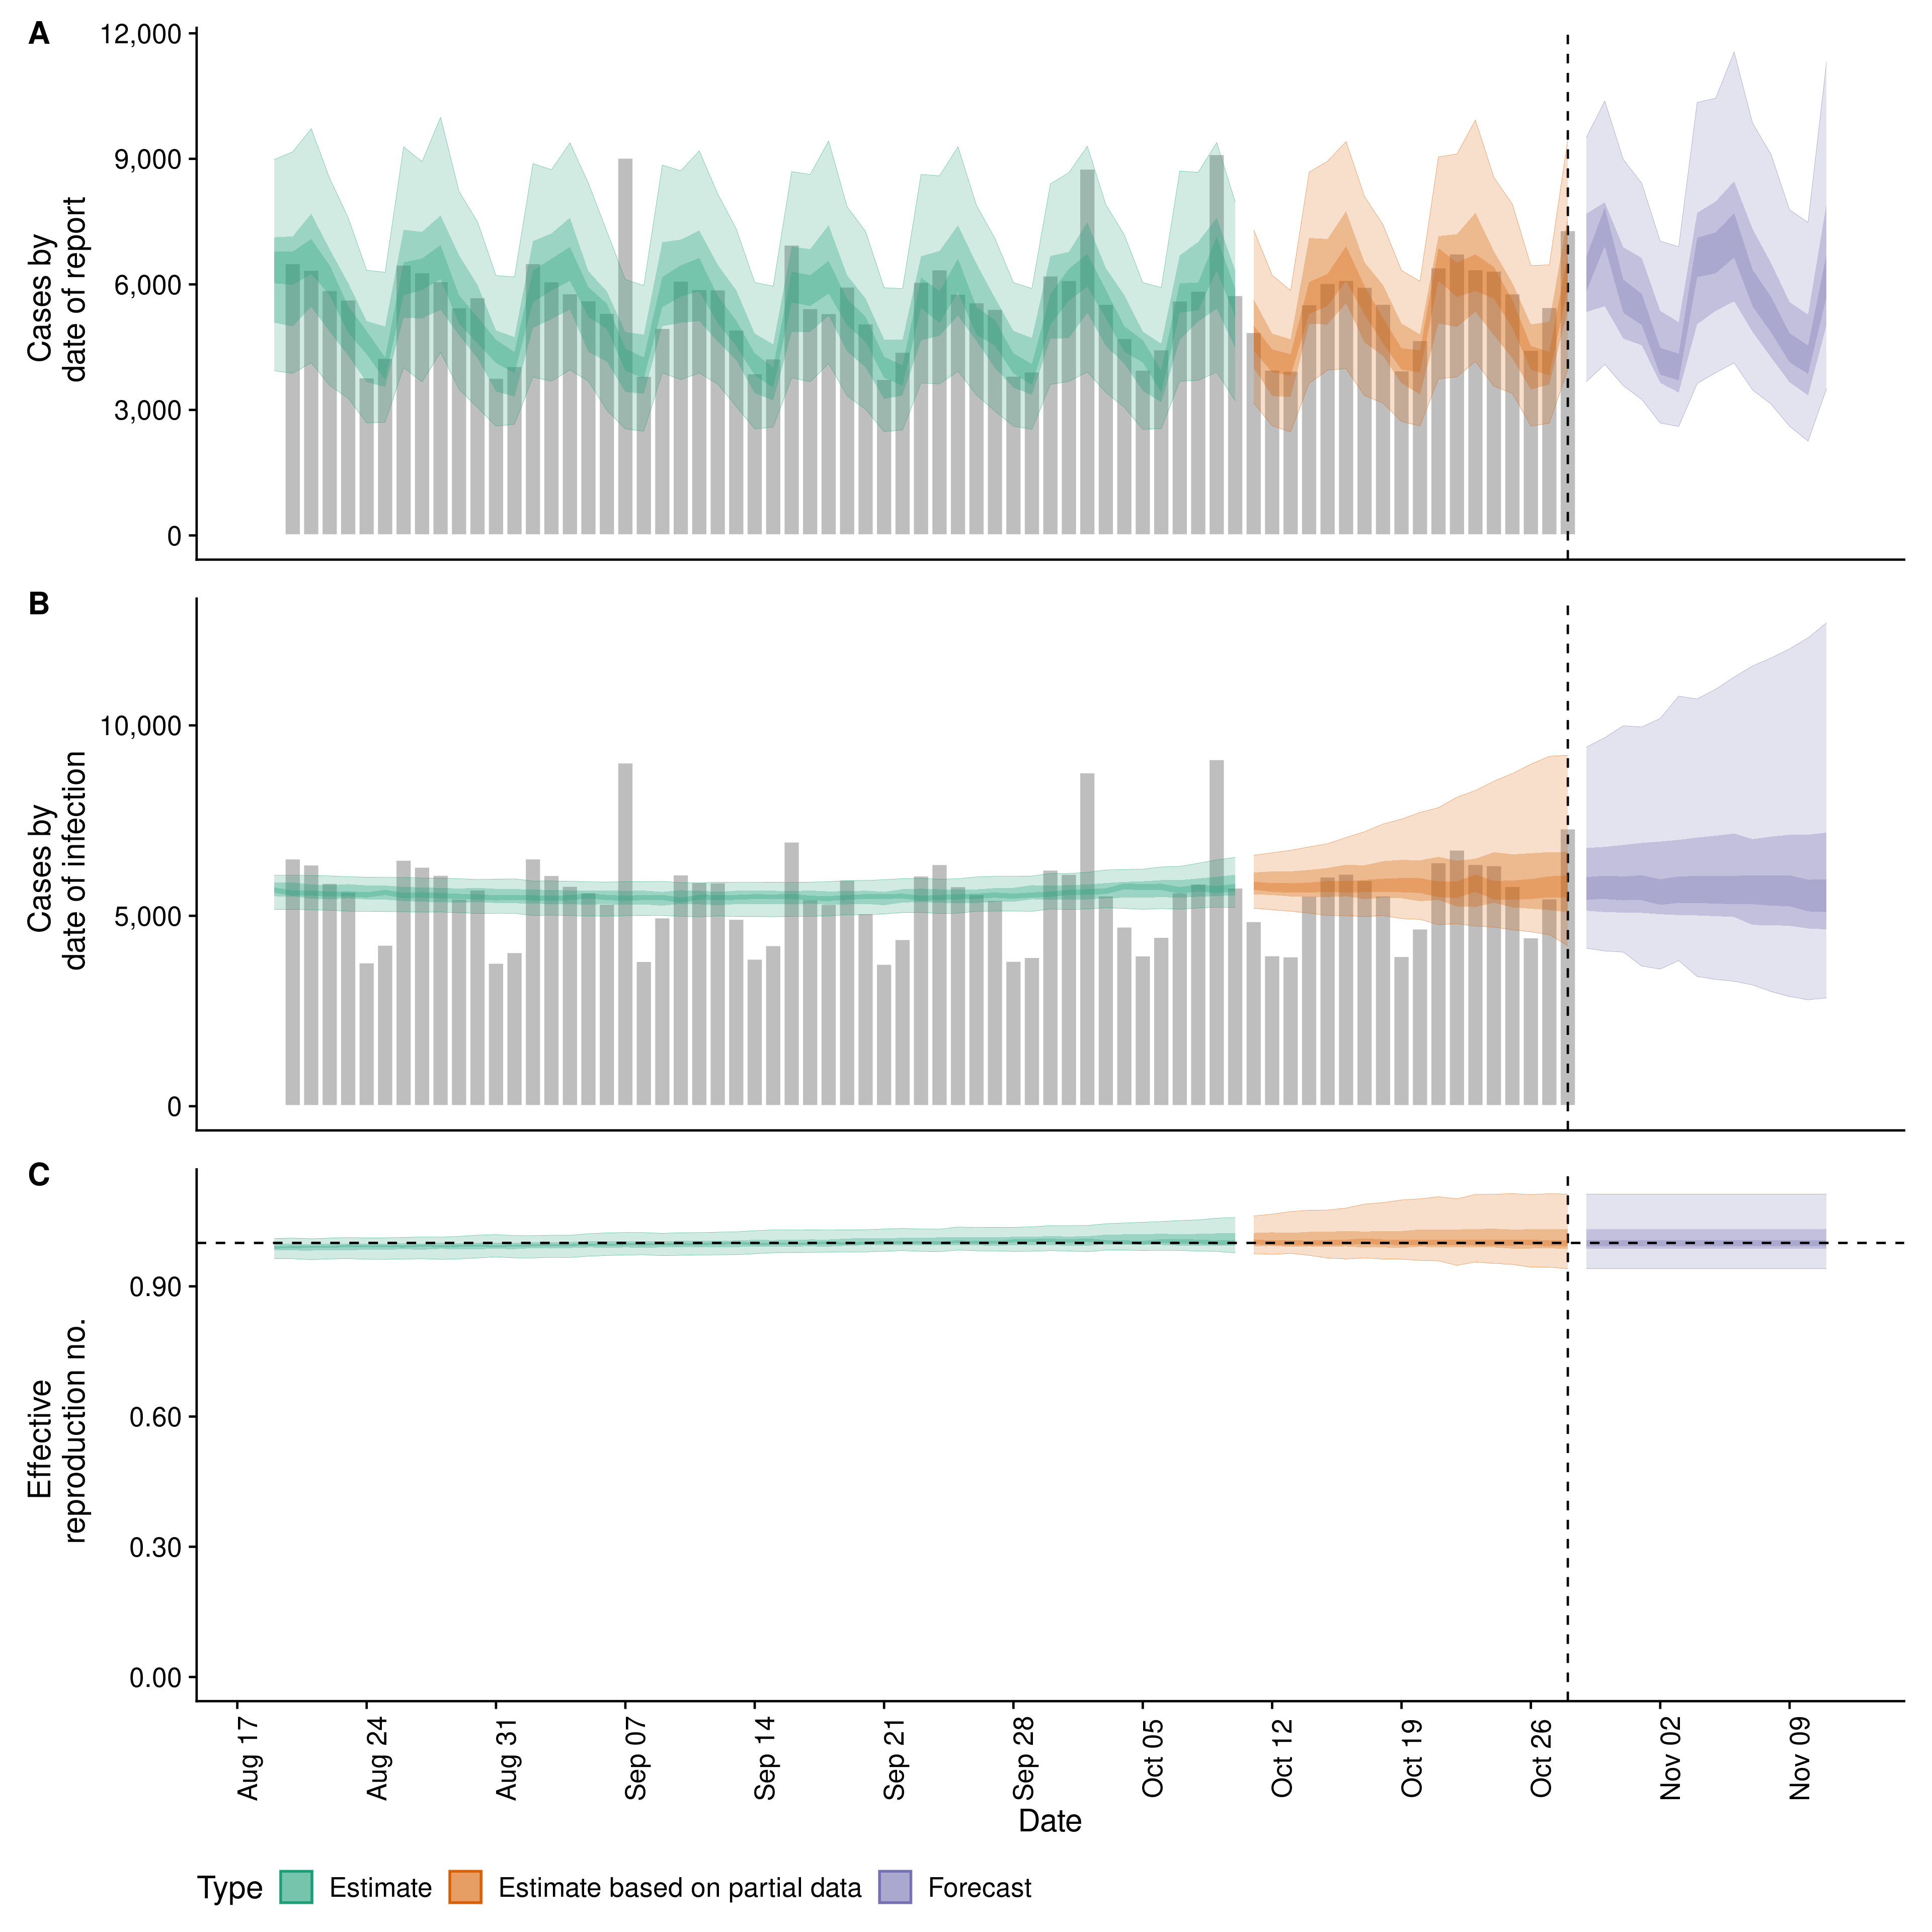 A
12,000
9,000
6,000
3,000
0
Cases by
date of report
B
10,000
5,000
0
Cases by
date of infection
C
0.90
0.60
0.30
0.00
Effective
reproduction no.
Aug 17
Aug 24
Aug 31
Sep 07
Sep 14
Sep 21
Sep 28
Oct 05
Oct 12
Oct 19
Oct 26
Nov 02
Nov 09
Date
Type Estimate Estimate based on partial data Forecast